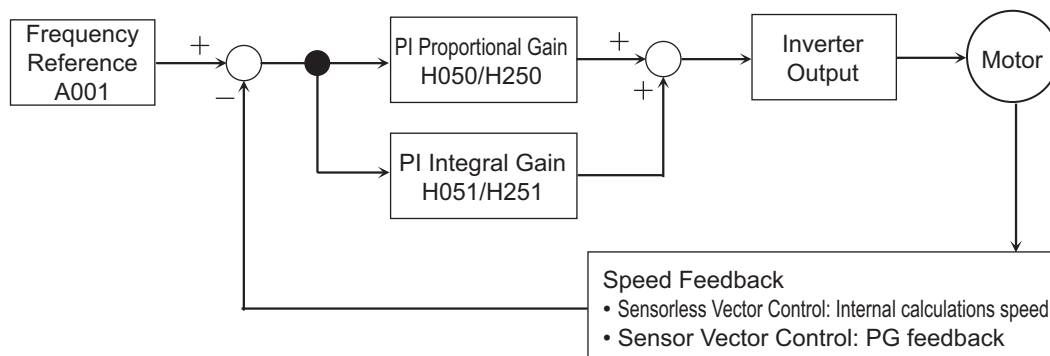 Frequency
Reference
A001
+
−
PI Proportional Gain
H050/H250
PI Integral Gain
H051/H251
+
+
Inverter
Output
Motor
Speed Feedback
• Sensorless Vector Control: Internal calculations speed
• Sensor Vector Control: PG feedback